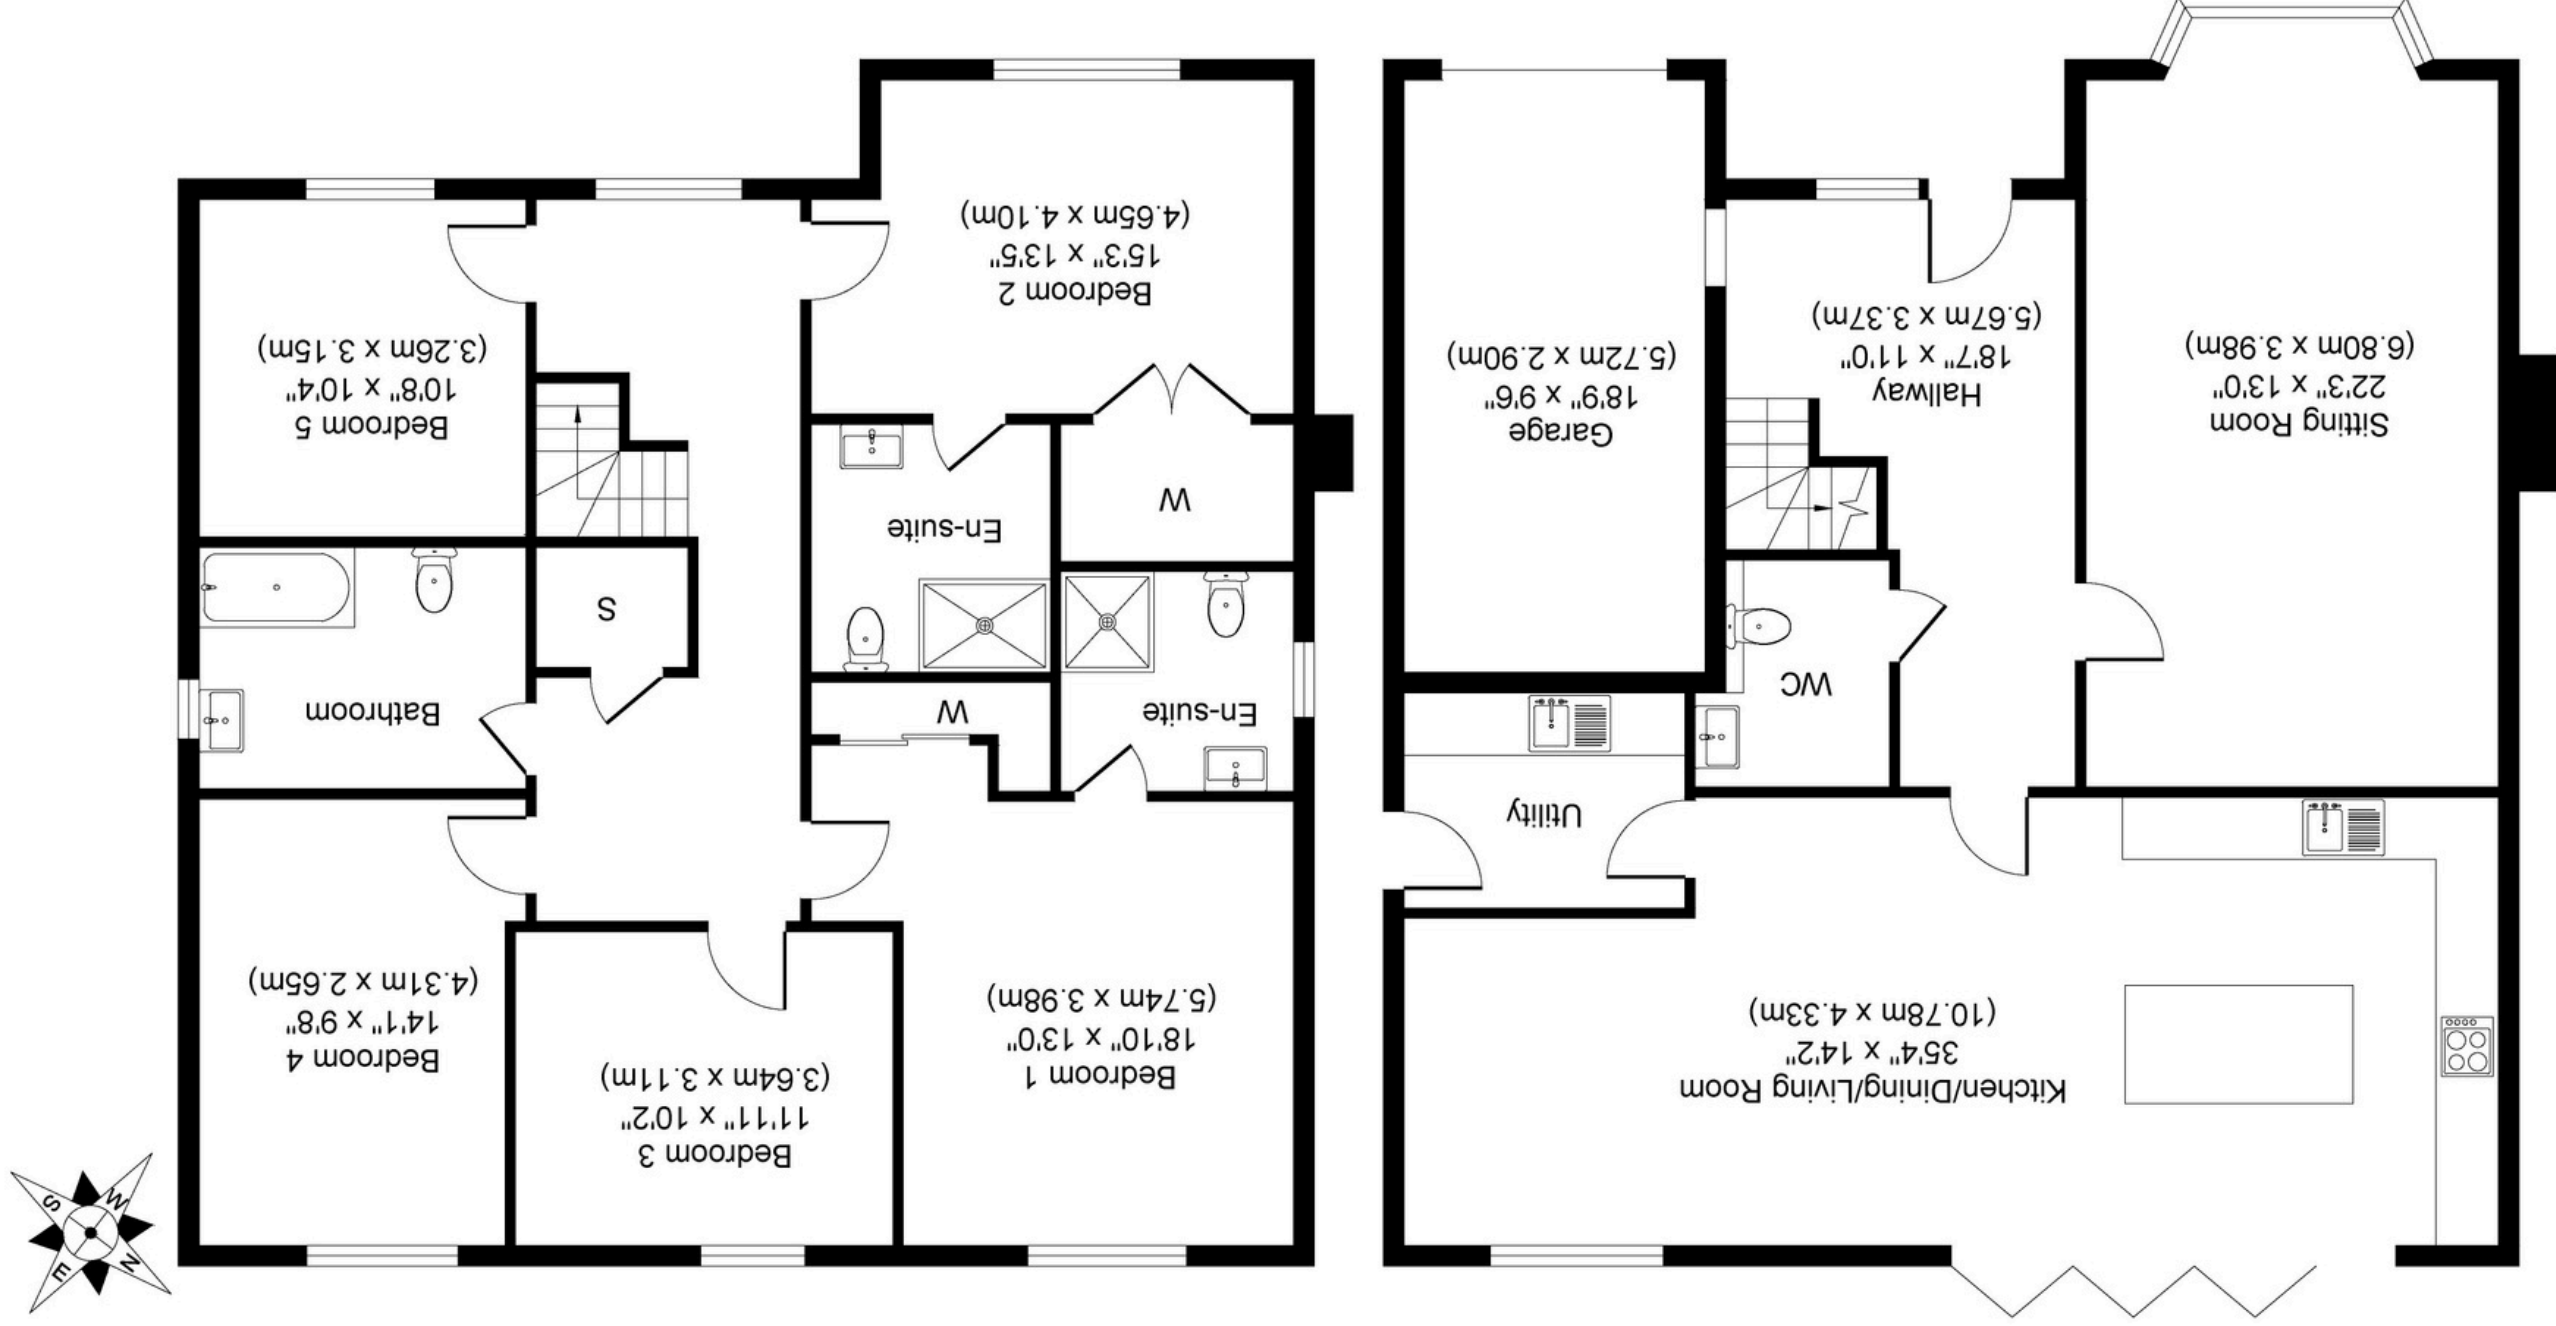 Kitchen/Dining/Living Room
35'4" x 14'2"
(10.78m x 4.33m)
Utility
WC
Sitting Room
22'3" x 13'0"
(6.80m x 3.98m)
Hallway
18'7" x 11'0"
(5.67m x 3.37m)
Garage
18'9" x 9'6"
(5.72m x 2.90m)
Bedroom 1
18'10" x 13'0"
(5.74m x 3.98m)
Bedroom 3
11'11" x 10'2"
(3.64m x 3.11m)
Bedroom 4
14'1" x 9'8"
(4.31m x 2.65m)
En-suite
W
Bathroom
S
En-suite
W
Bedroom 2
15'3" x 13'5"
(4.65m x 4.10m)
Bedroom 5
10'8" x 10'4"
(3.26m x 3.15m)
N
E
S
W